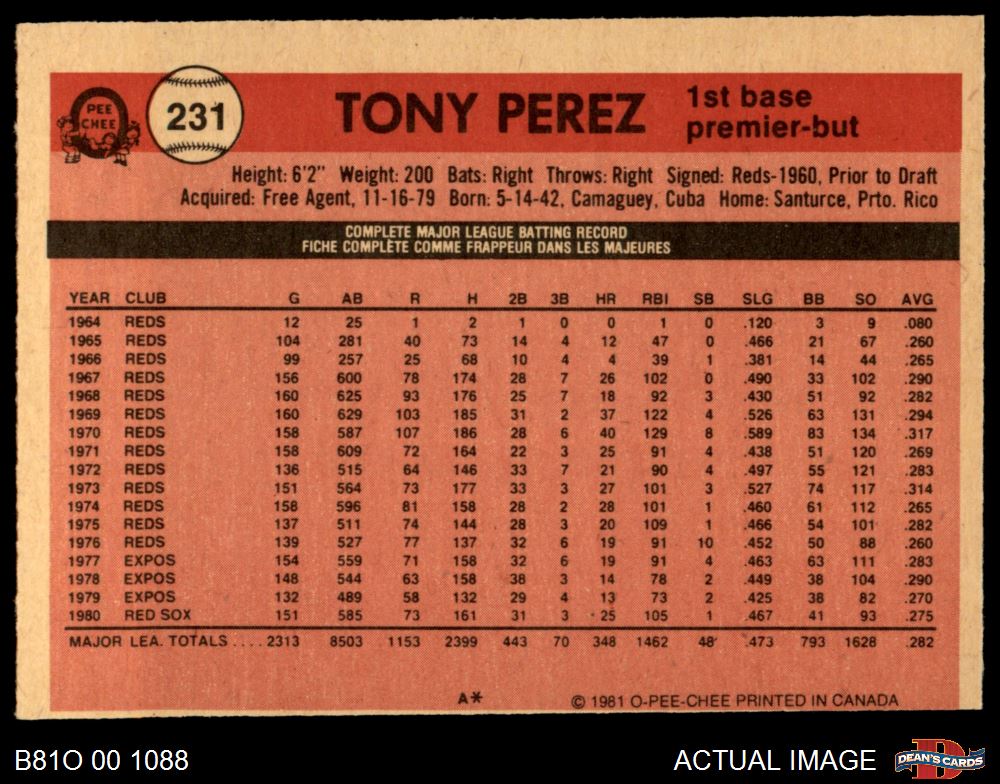 PEE CHEE
231
TONY PEREZ
1st base
premier-but
Height: 6'2" Weight: 200 Bats: Right Throws: Right Signed: Reds-1960, Prior to Draft
Acquired: Free Agent, 11-16-79 Born: 5-14-42, Camaguey, Cuba Home: Santurce, Prto. Rico
COMPLETE MAJOR LEAGUE BATTING RECORD
FICHE COMPLÈTE COMME FRAPPEUR DANS LES MAJEURES
YEAR CLUB G AB R H 2B 3B HR RBI SB SLG BB SO AVG
1964 REDS 12 25 1 2 1 0 0 1 0 .120 3 9 .080
1965 REDS 104 281 40 73 14 4 12 47 0 .466 21 67 .260
1966 REDS 99 257 25 68 10 4 4 39 1 .381 14 44 .265
1967 REDS 156 600 78 174 28 7 26 102 0 .490 33 102 .290
1968 REDS 160 625 93 176 25 7 18 92 3 .430 51 92 .282
1969 REDS 160 629 103 185 31 2 37 122 4 .526 63 131 .294
1970 REDS 158 587 107 186 28 6 40 129 8 .589 83 134 .317
1971 REDS 158 609 72 164 22 3 25 91 4 .438 51 120 .269
1972 REDS 136 515 64 146 33 7 21 90 4 .497 55 121 .283
1973 REDS 151 564 73 177 33 3 27 101 3 .527 74 117 .314
1974 REDS 158 596 81 158 28 2 28 101 1 .460 61 112 .265
1975 REDS 137 511 74 144 28 3 20 109 1 .466 54 101 .282
1976 REDS 139 527 77 137 32 6 19 91 10 .452 50 88 .260
1977 EXPOS 154 559 71 158 32 6 19 91 4 .463 63 111 .283
1978 EXPOS 148 544 63 158 38 3 14 78 2 .449 38 104 .290
1979 EXPOS 132 489 58 132 29 4 13 73 2 .425 38 82 .270
1980 RED SOX 151 585 73 161 31 3 25 105 1 .467 41 93 .275
MAJOR LEA. TOTALS .... 2313 8503 1153 2399 443 70 348 1462 48 .473 793 1628 .282
A* © 1981 O-PEE-CHEE PRINTED IN CANADA
B81O 00 1088 ACTUAL IMAGE DEAN'S CARDS